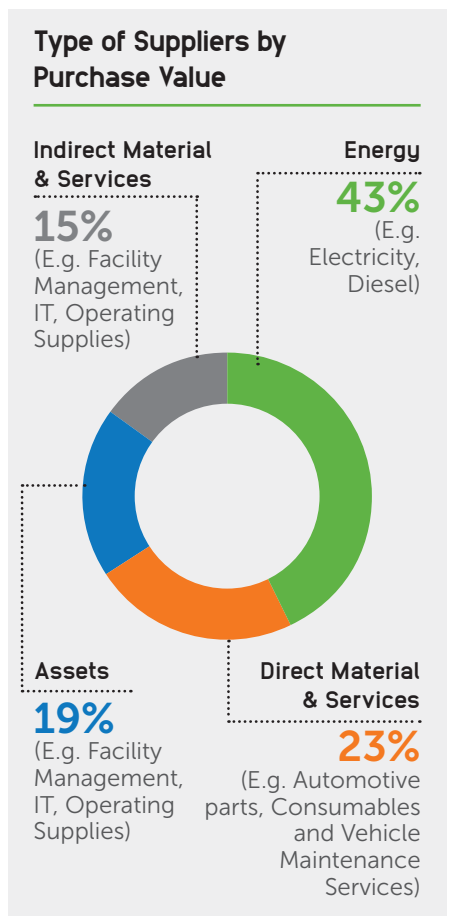 Type of Suppliers by
Purchase Value
Indirect Material
& Services
15%
(E.g. Facility
Management,
IT, Operating
Supplies)
Energy
43%
(E.g.
Electricity,
Diesel)
Assets
19%
(E.g. Facility
Management,
IT, Operating
Supplies)
Direct Material
& Services
23%
(E.g. Automotive
parts, Consumables
and Vehicle
Maintenance
Services)